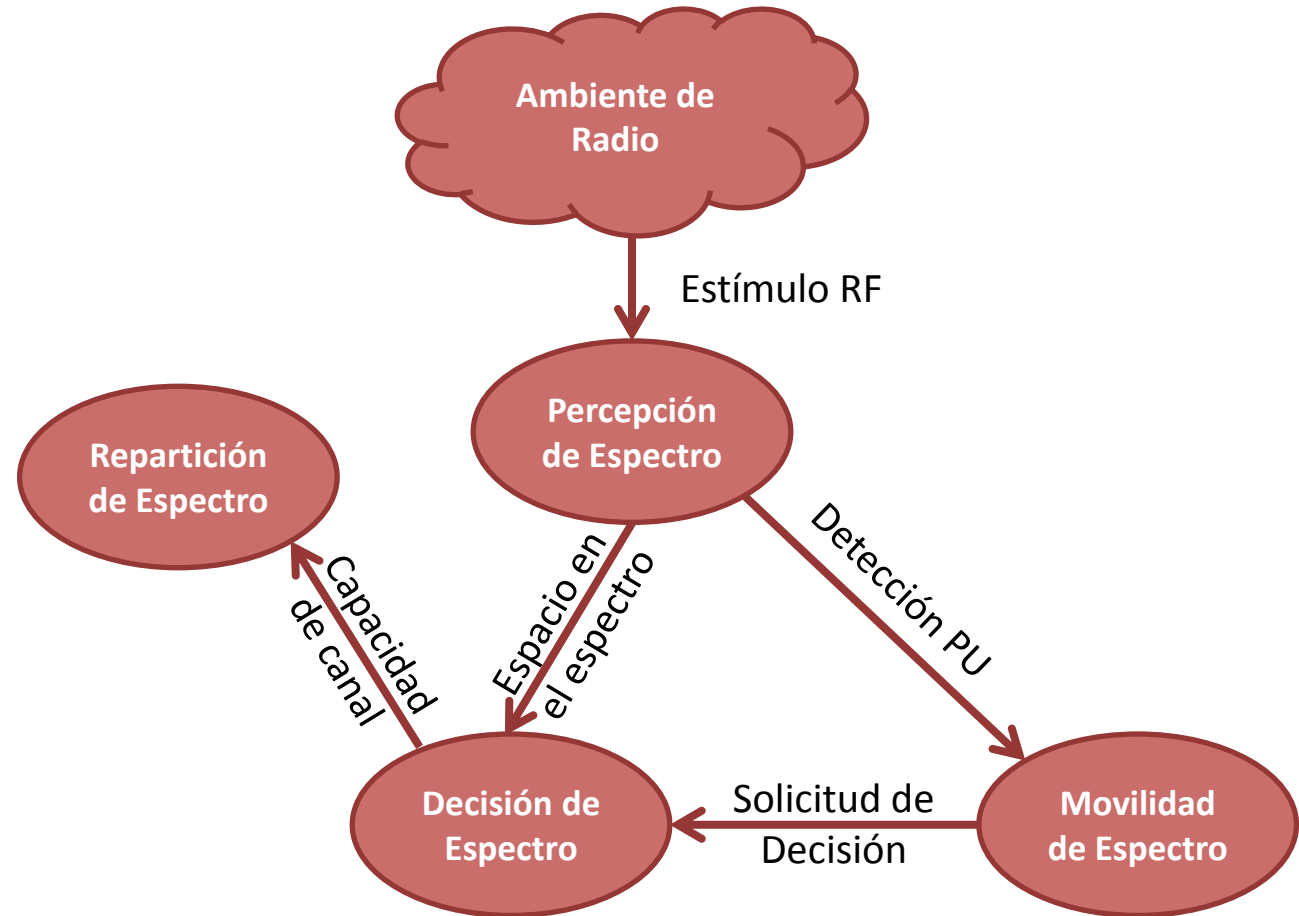 Ambiente de
Radio
Estímulo RF
Percepción
de Espectro
Repartición
de Espectro
Detección PU
Espacio en
el espectro
Capacidad
de canal
Decisión de
Espectro
Solicitud de
Decisión
Movilidad
de Espectro